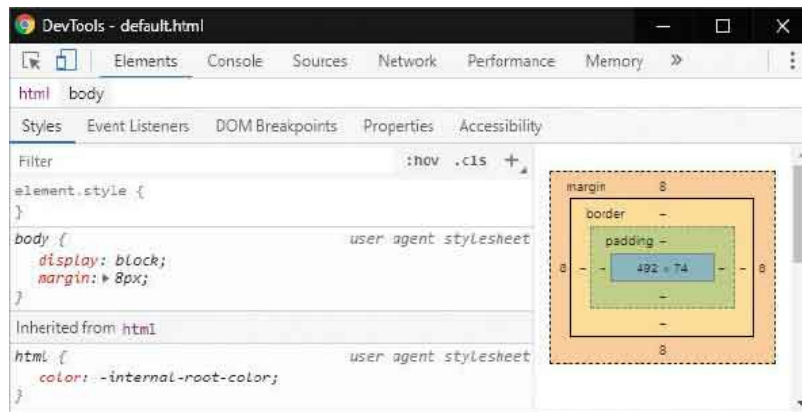 DevTools - default.html
Elements Console Sources Network Performance Memory »
html body
Styles Event Listeners DOM Breakpoints Properties Accessibility
Filter :hov .cls +
element.style {
}
body { user agent stylesheet
display: block;
margin: ▶ 8px;
}
Inherited from html
html { user agent stylesheet
color: -internal-root-color;
}
margin 8
border –
padding –
8 – – 492 × 74 – – 8
–
–
8